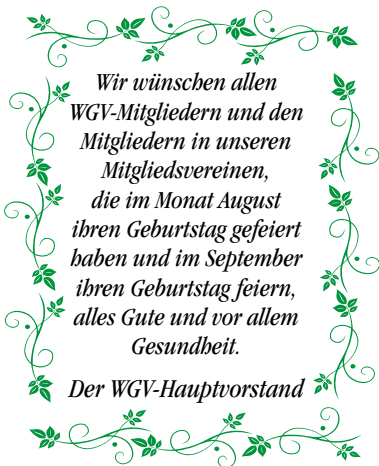 Wir wünschen allen
WGV-Mitgliedern und den
Mitgliedern in unseren
Mitgliedsvereinen,
die im Monat August
ihren Geburtstag gefeiert
haben und im September
ihren Geburtstag feiern,
alles Gute und vor allem
Gesundheit.
Der WGV-Hauptvorstand